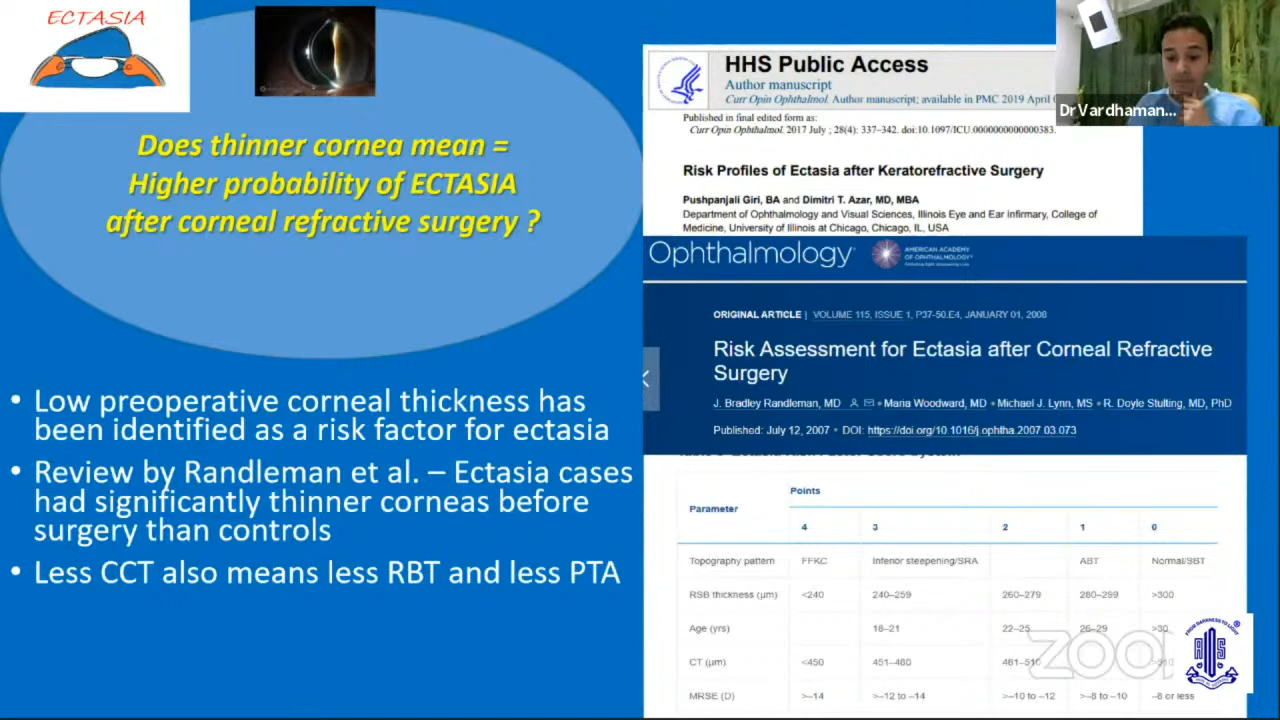 ECTASIA
Does thinner cornea mean =
Higher probability of ECTASIA
after corneal refractive surgery ?
• Low preoperative corneal thickness has
been identified as a risk factor for ectasia
• Review by Randleman et al. – Ectasia cases
had significantly thinner corneas before
surgery than controls
• Less CCT also means less RBT and less PTA
HHS Public Access
Author manuscript
Curr Opin Ophthalmol. Author manuscript; available in PMC 2019 April
Published in final edited form as:
Curr Opin Ophthalmol. 2017 July ; 28(4): 337–342. doi:10.1097/ICU.0000000000000383.
Risk Profiles of Ectasia after Keratorefractive Surgery
Pushpanjali Giri, BA and Dimitri T. Azar, MD, MBA
Department of Ophthalmology and Visual Sciences, Illinois Eye and Ear infirmary, College of
Medicine, University of Illinois at Chicago, Chicago, IL, USA
Dr Vardhaman...
Ophthalmology
AMERICAN ACADEMY
OF OPHTHALMOLOGY
ORIGINAL ARTICLE | VOLUME 115, ISSUE 1, P37-50.E4, JANUARY 01, 2008
Risk Assessment for Ectasia after Corneal Refractive
Surgery
J. Bradley Randleman, MD • Maria Woodward, MD • Michael J. Lynn, MS • R. Doyle Stulting, MD, PhD
Published: July 12, 2007 • DOI: https://doi.org/10.1016/j.ophtha.2007.03.073
Points
Parameter
4 3 2 1 0
Topography pattern FFKC Inferior steepening/SRA ABT Normal/SBT
RSB thickness (µm) <240 240–259 260–279 280–299 >300
Age (yrs) 18–21 22–25 26–29 >30
CT (µm) <450 451–480 481–510
MRSE (D) >–14 >–12 to –14 >–10 to –12 >–8 to –10 –8 or less
zoom